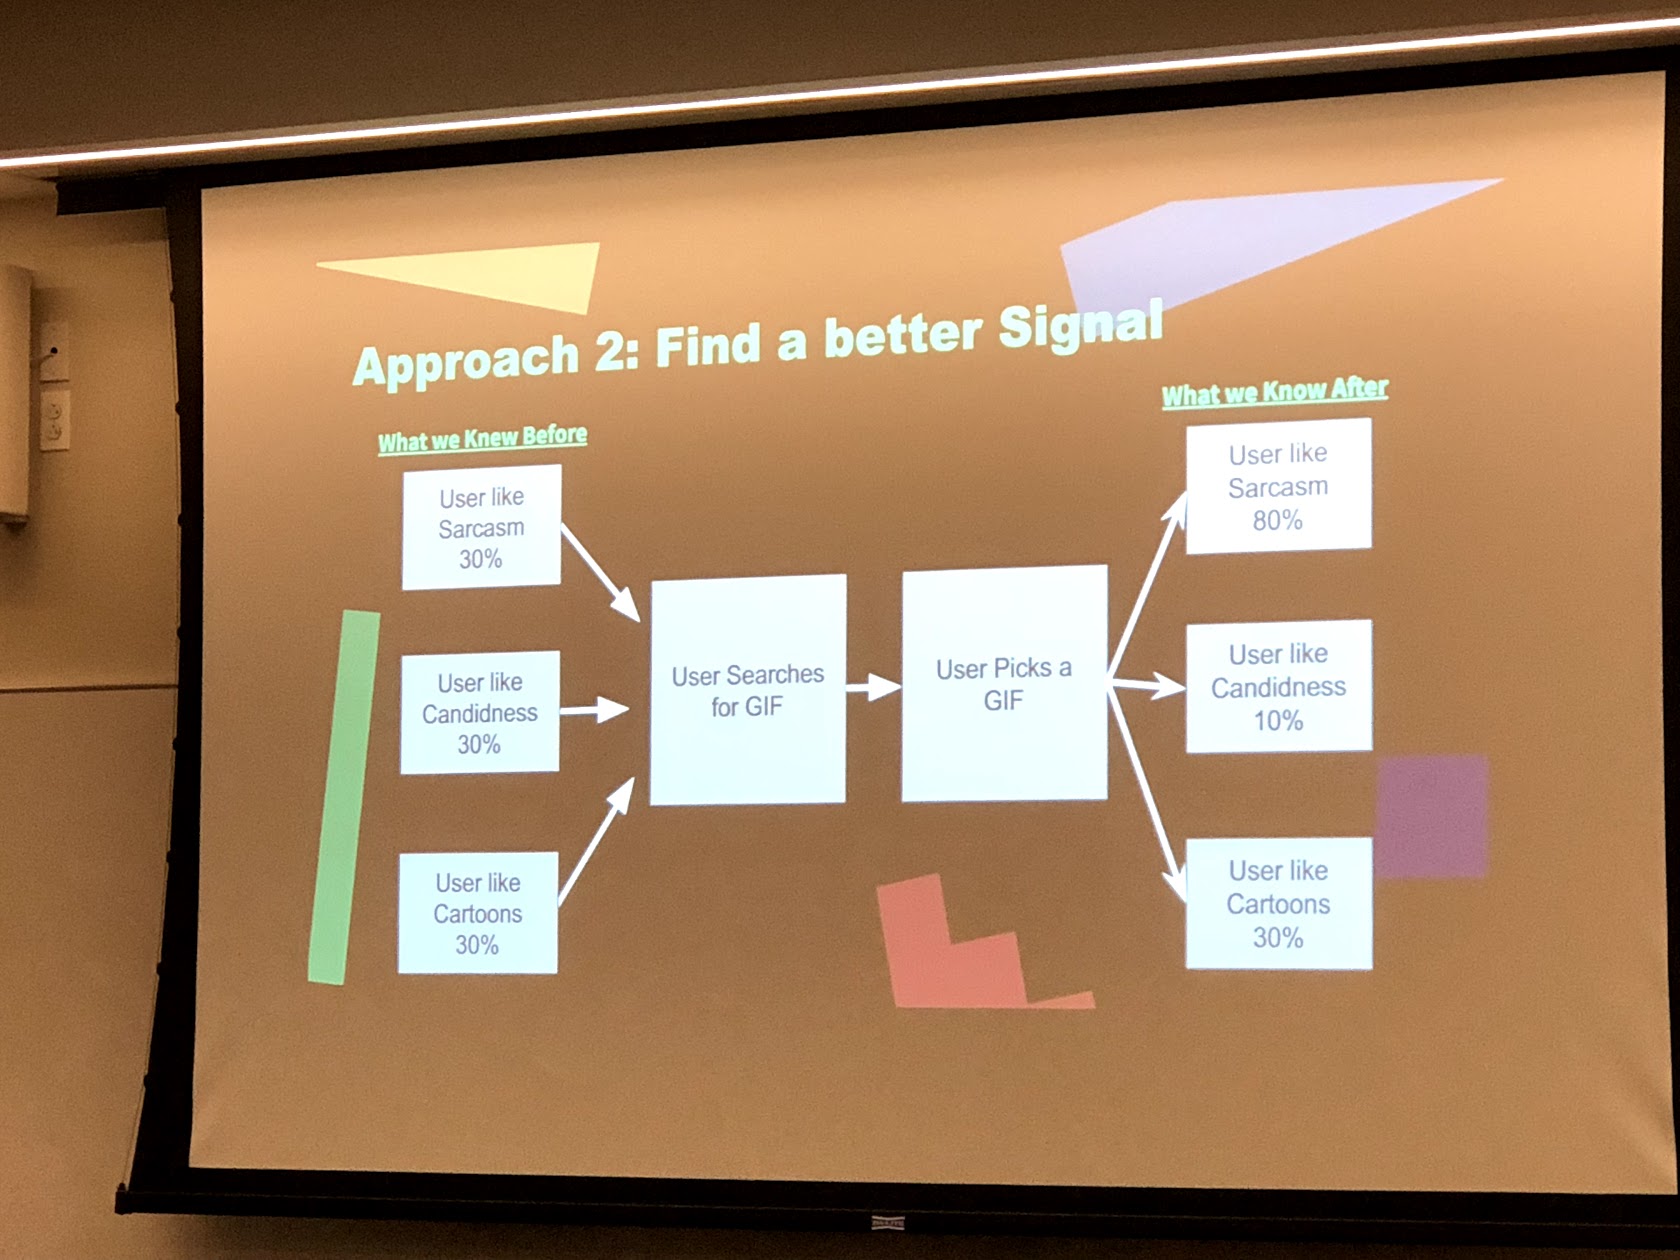 Approach 2: Find a better Signal
What we Knew Before
User like
Sarcasm
30%
User like
Candidness
30%
User like
Cartoons
30%
User Searches
for GIF
User Picks a
GIF
What we Know After
User like
Sarcasm
80%
User like
Candidness
10%
User like
Cartoons
30%